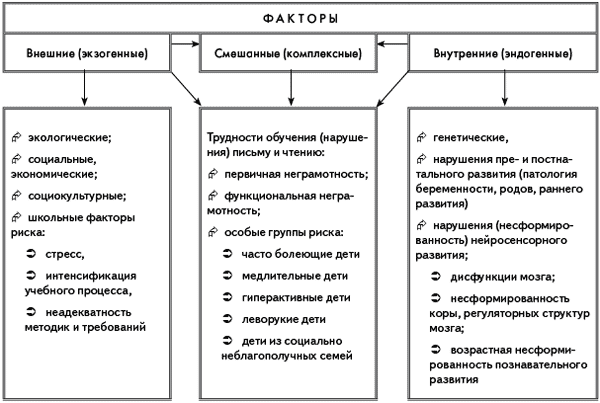 ФАКТОРЫ
Внешние (экзогенные)
Смешанные (комплексные)
Внутренние (эндогенные)
экологические;
социальные,
экономические;
социокультурные;
школьные факторы
риска:
стресс,
интенсификация
учебного процесса,
неадекватность
методик и требований
Трудности обучения (наруше-
ния) письму и чтению:
первичная неграмотность;
функциональная негра-
мотность;
особые группы риска:
часто болеющие дети
медлительные дети
гиперактивные дети
леворукие дети
дети из социально
неблагополучных семей
генетические,
нарушения пре- и постна-
тального развития (патология
беременности, родов, раннего
развития)
нарушения (несформиро-
ванность) нейросенсорного
развития;
дисфункции мозга;
несформированность
коры, регуляторных структур
мозга;
возрастная несформи-
рованность познавательного
развития